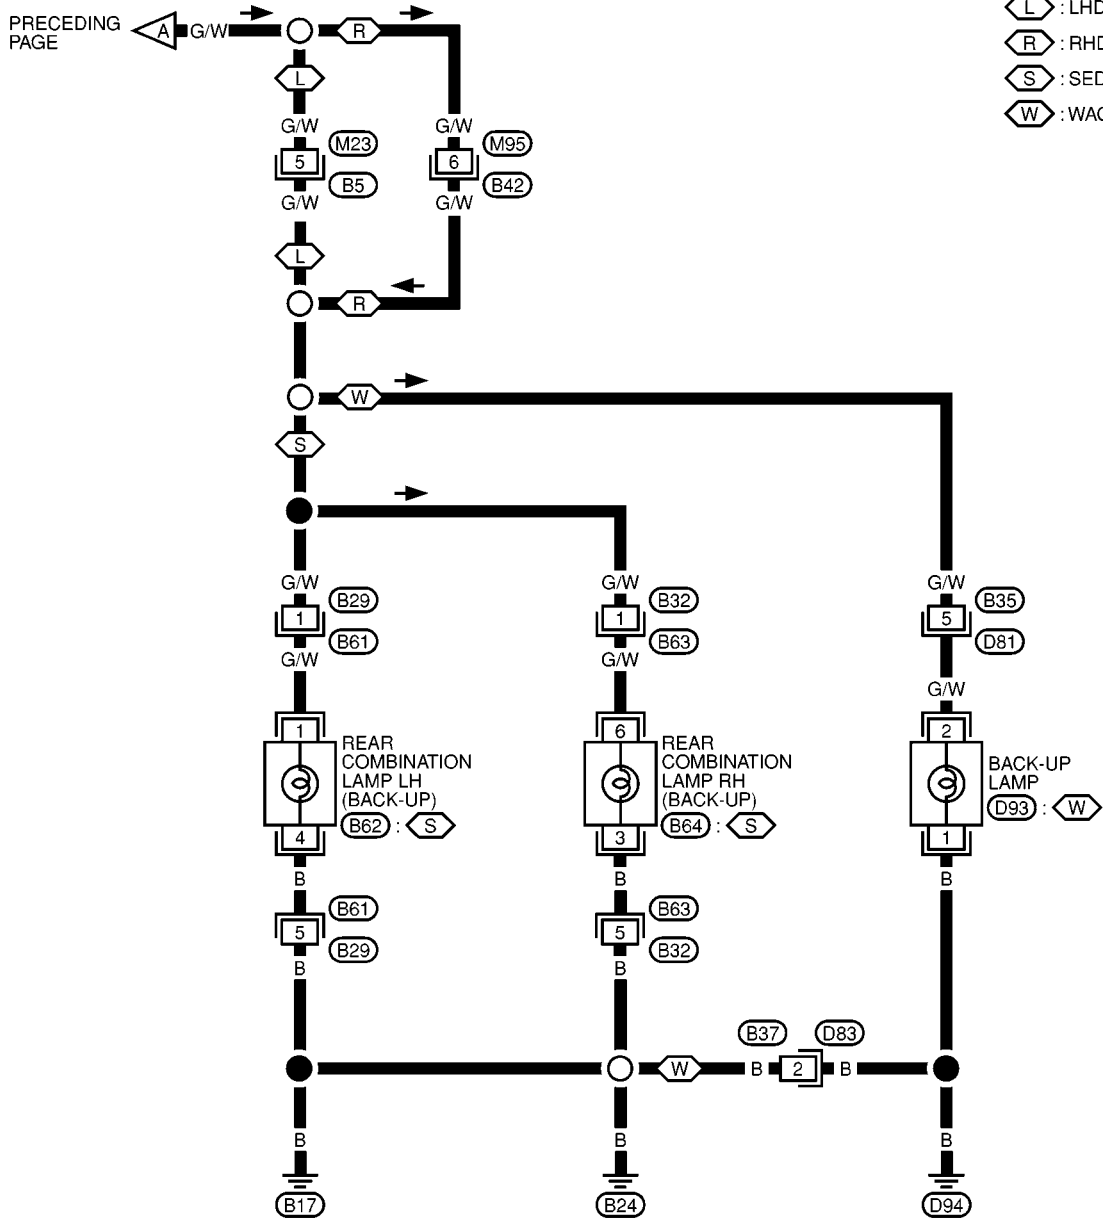 PRECEDING
PAGE
A
G/W
R
L
: LHD
R
: RHD
S
: SED
W
: WAG
L
G/W
G/W
5
M23
B5
6
M95
B42
G/W
G/W
L
R
W
S
G/W
G/W
G/W
1
B29
B61
1
B32
B63
5
B35
D81
G/W
G/W
G/W
1
REAR
COMBINATION
LAMP LH
(BACK-UP)
B62 : S
4
6
REAR
COMBINATION
LAMP RH
(BACK-UP)
B64 : S
3
2
BACK-UP
LAMP
D93 : W
1
B
B
B
5
B61
B29
5
B63
B32
B
B
B37
D83
W
B
2
B
B
B
B
B17
B24
D94